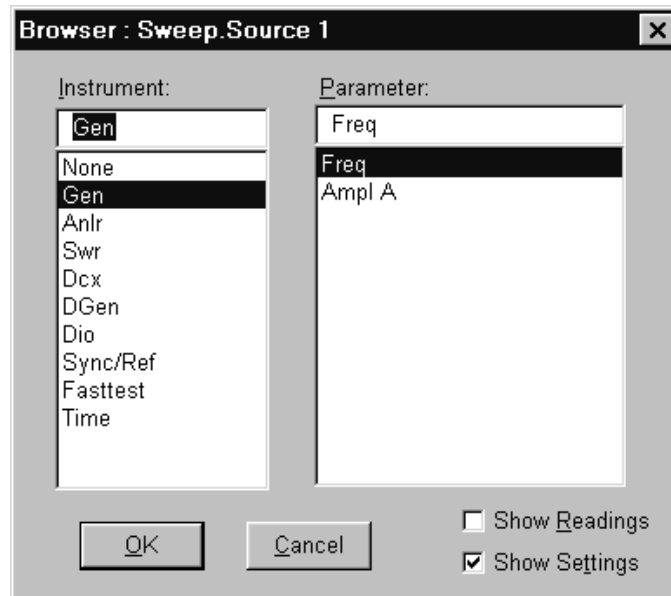 Browser : Sweep.Source 1
Instrument:
Gen
None
Gen
Anlr
Swr
Dcx
DGen
Dio
Sync/Ref
Fasttest
Time
Parameter:
Freq
Freq
Ampl A
OK
Cancel
Show Readings
Show Settings